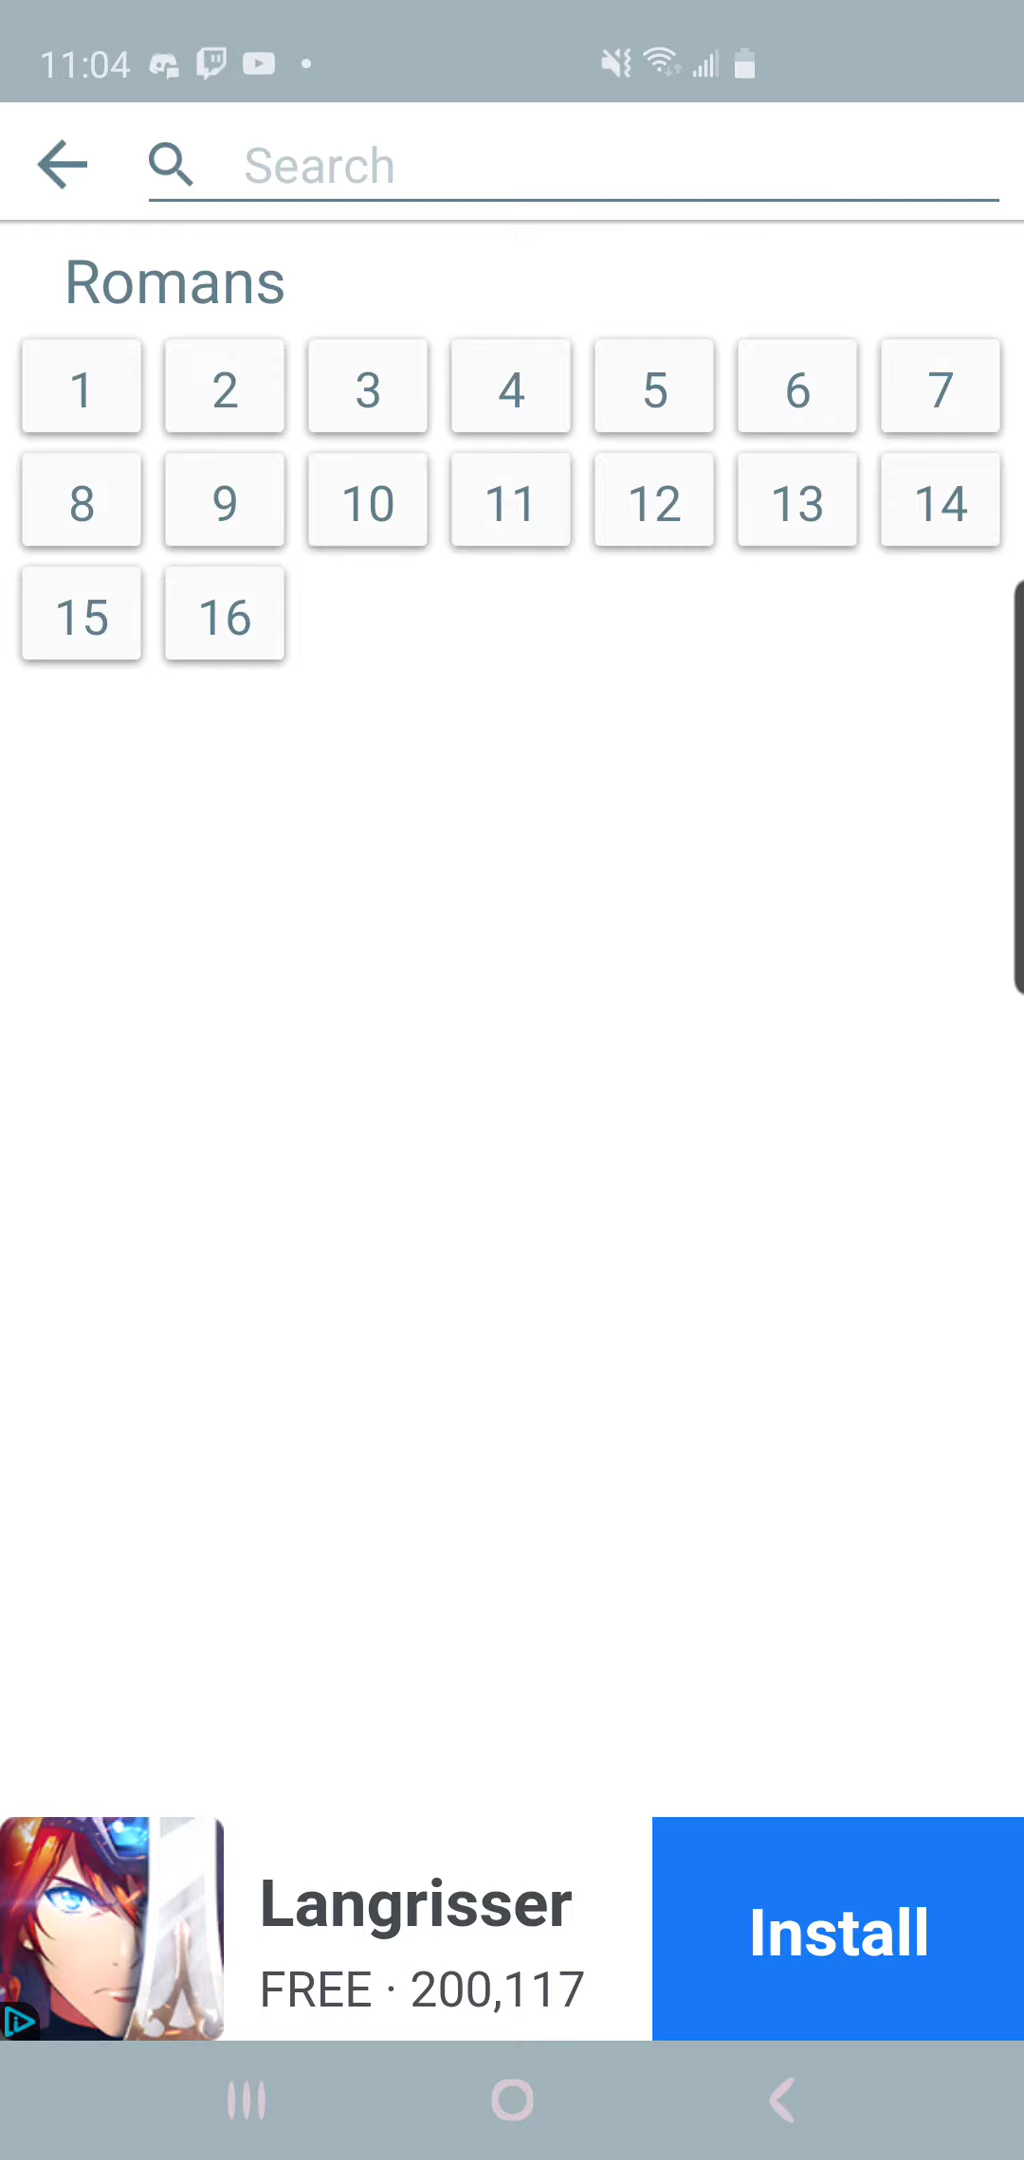 11:04
Search
Romans
1 2 3 4 5 6 7
8 9 10 11 12 13 14
15 16
Langrisser
FREE · 200,117
Install